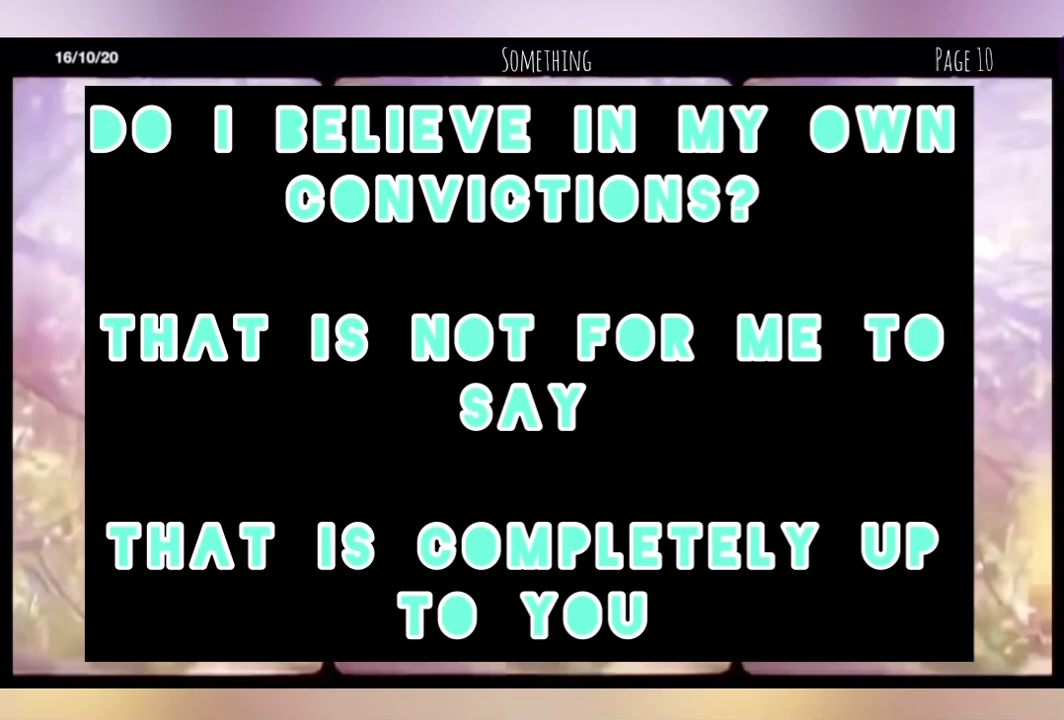 16/10/20 Something Page 10
DO I BELIEVE IN MY OWN
CONVICTIONS?
THAT IS NOT FOR ME TO
SAY
THAT IS COMPLETELY UP
TO YOU